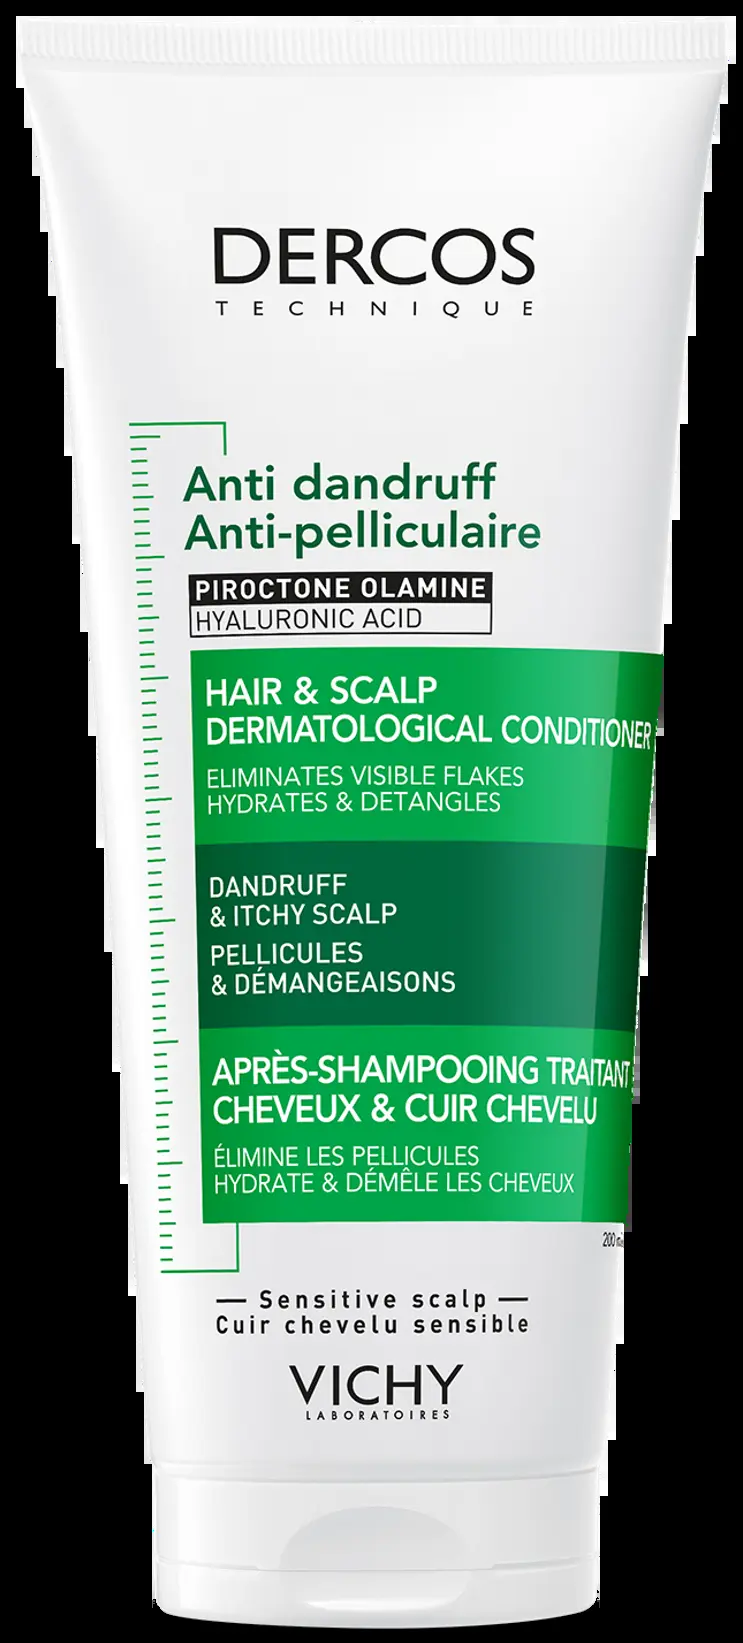 DERCOS
TECHNIQUE
Anti dandruff
Anti-pelliculaire
PIROCTONE OLAMINE
HYALURONIC ACID
HAIR & SCALP
DERMATOLOGICAL CONDITIONER
ELIMINATES VISIBLE FLAKES
HYDRATES & DETANGLES
DANDRUFF
& ITCHY SCALP
PELLICULES
& DÉMANGEAISONS
APRÈS-SHAMPOOING TRAITANT
CHEVEUX & CUIR CHEVELU
ÉLIMINE LES PELLICULES
HYDRATE & DÉMÊLE LES CHEVEUX
200
— Sensitive scalp —
Cuir chevelu sensible
VICHY
LABORATOIRES